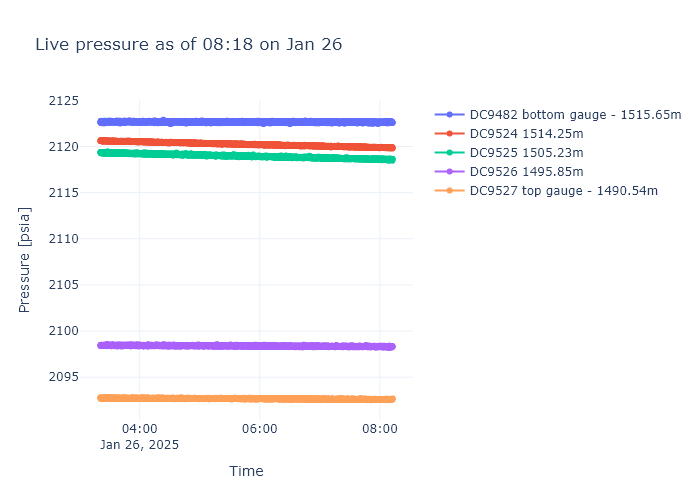 Live pressure as of 08:18 on Jan 26
2125
2120
2115
2110
2105
2100
2095
Pressure [psia]
04:00
Jan 26, 2025
06:00
08:00
Time
DC9482 bottom gauge - 1515.65m
DC9524 1514.25m
DC9525 1505.23m
DC9526 1495.85m
DC9527 top gauge - 1490.54m